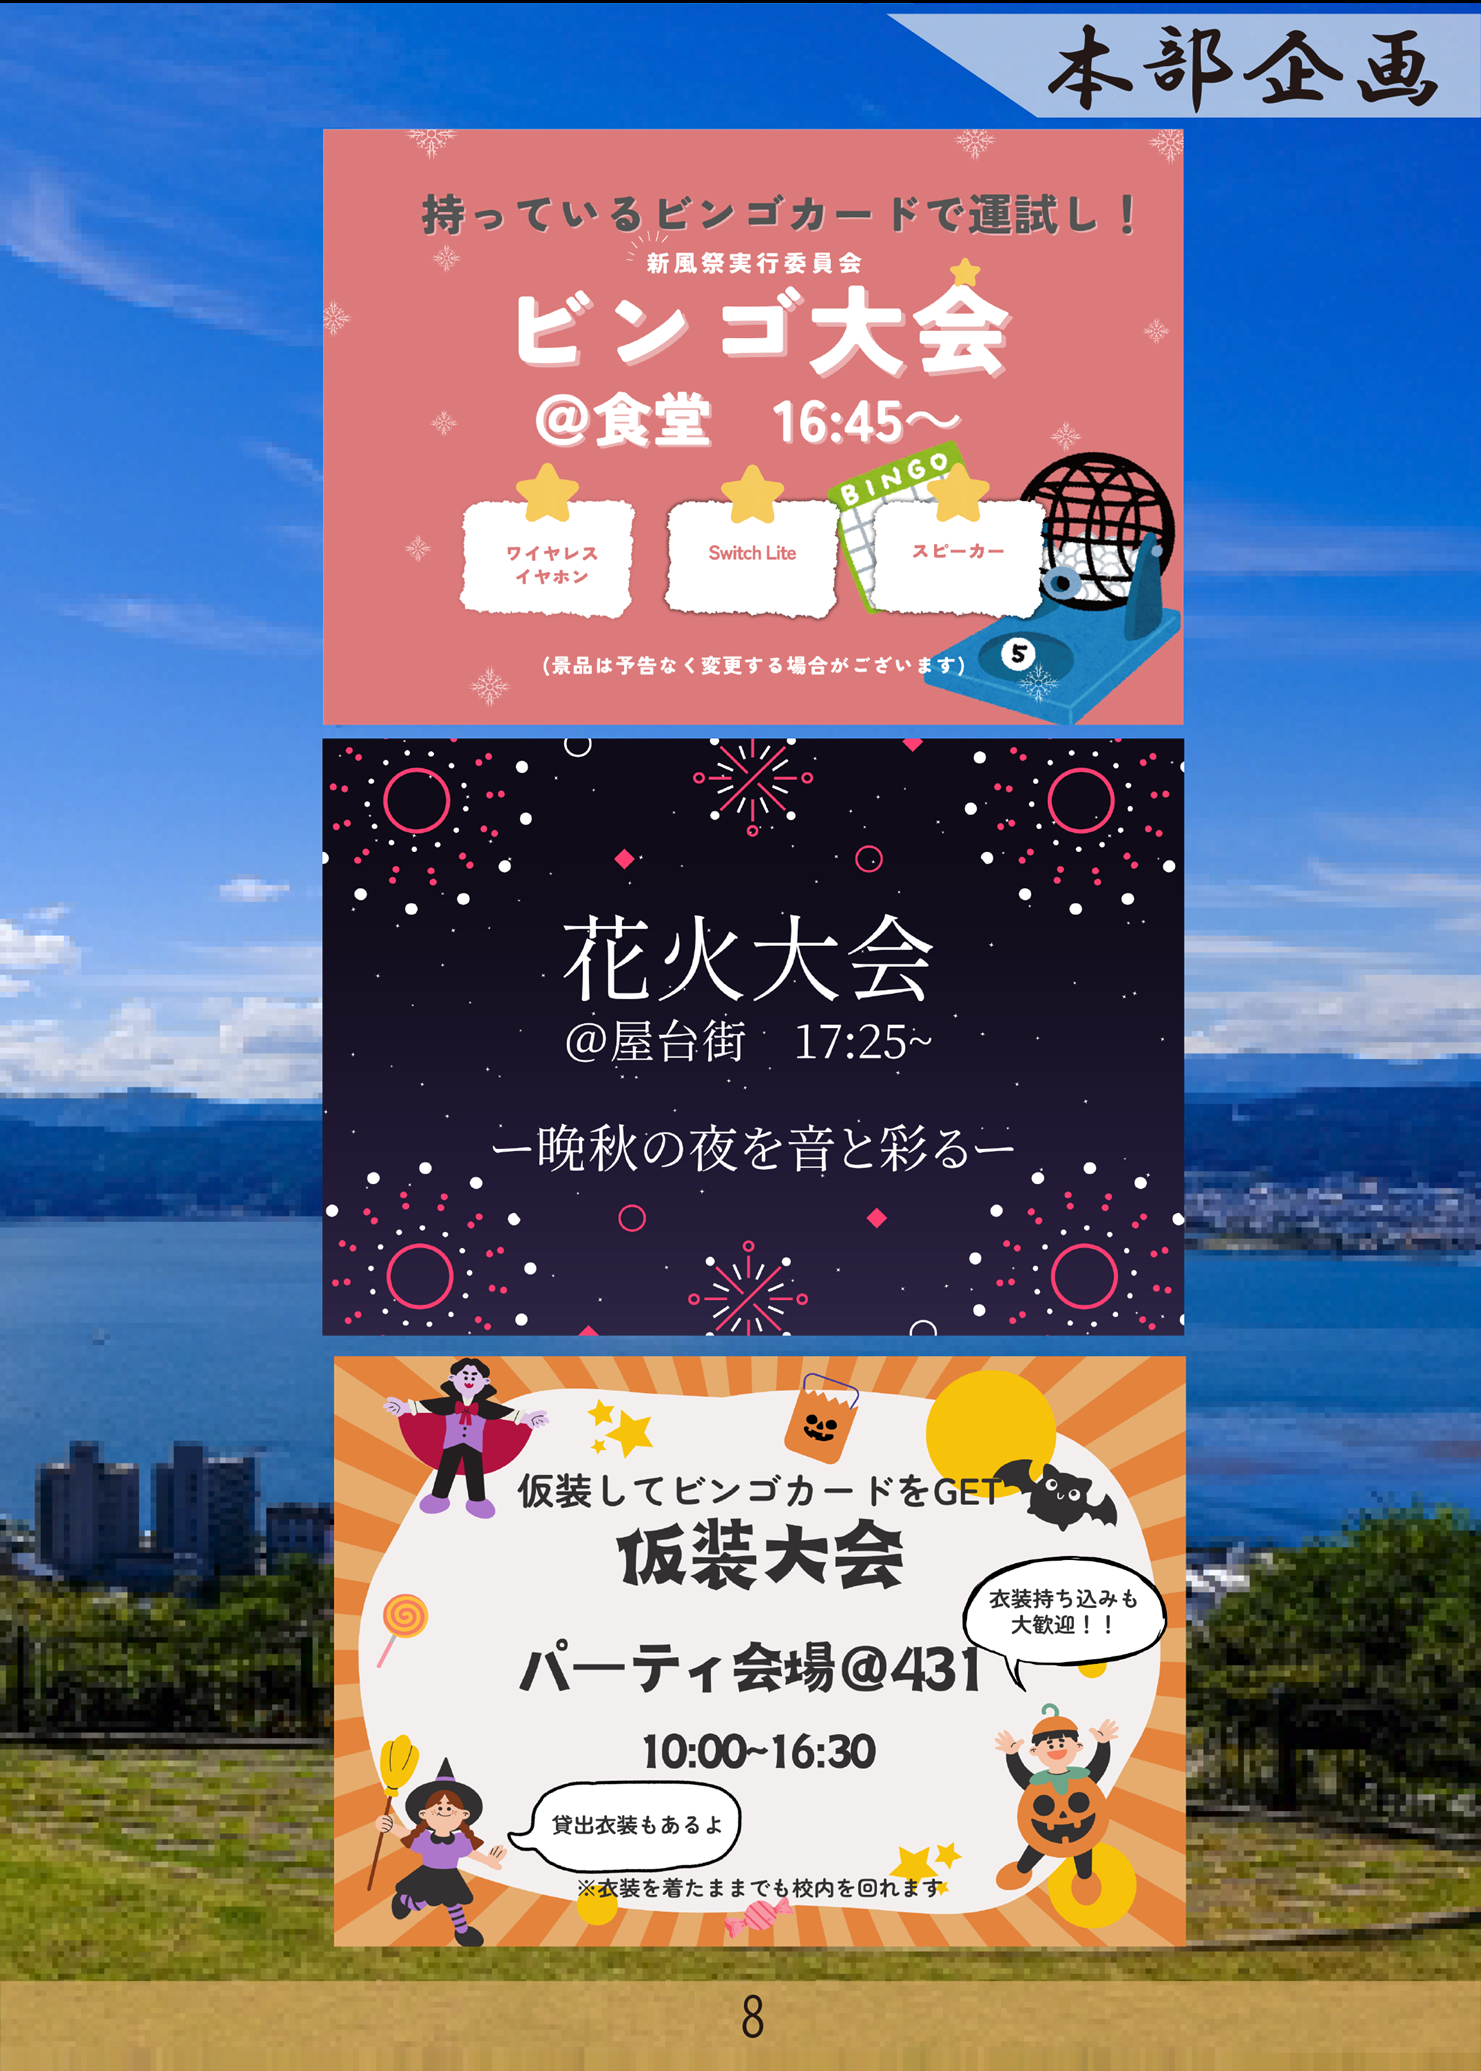 本部企画
持っているビンゴカードで運試し！
新風祭実行委員会
ビンゴ大会
@食堂　16:45〜
BINGO
ワイヤレス
イヤホン
Switch Lite
スピーカー
5
(景品は予告なく変更する場合がございます)
花火大会
@屋台街　17:25~
ー晩秋の夜を音と彩るー
仮装してビンゴカードをGET
仮装大会
衣装持ち込みも
大歓迎！！
パーティ会場@431
10:00~16:30
貸出衣装もあるよ
※衣装を着たままでも校内を回れます
8